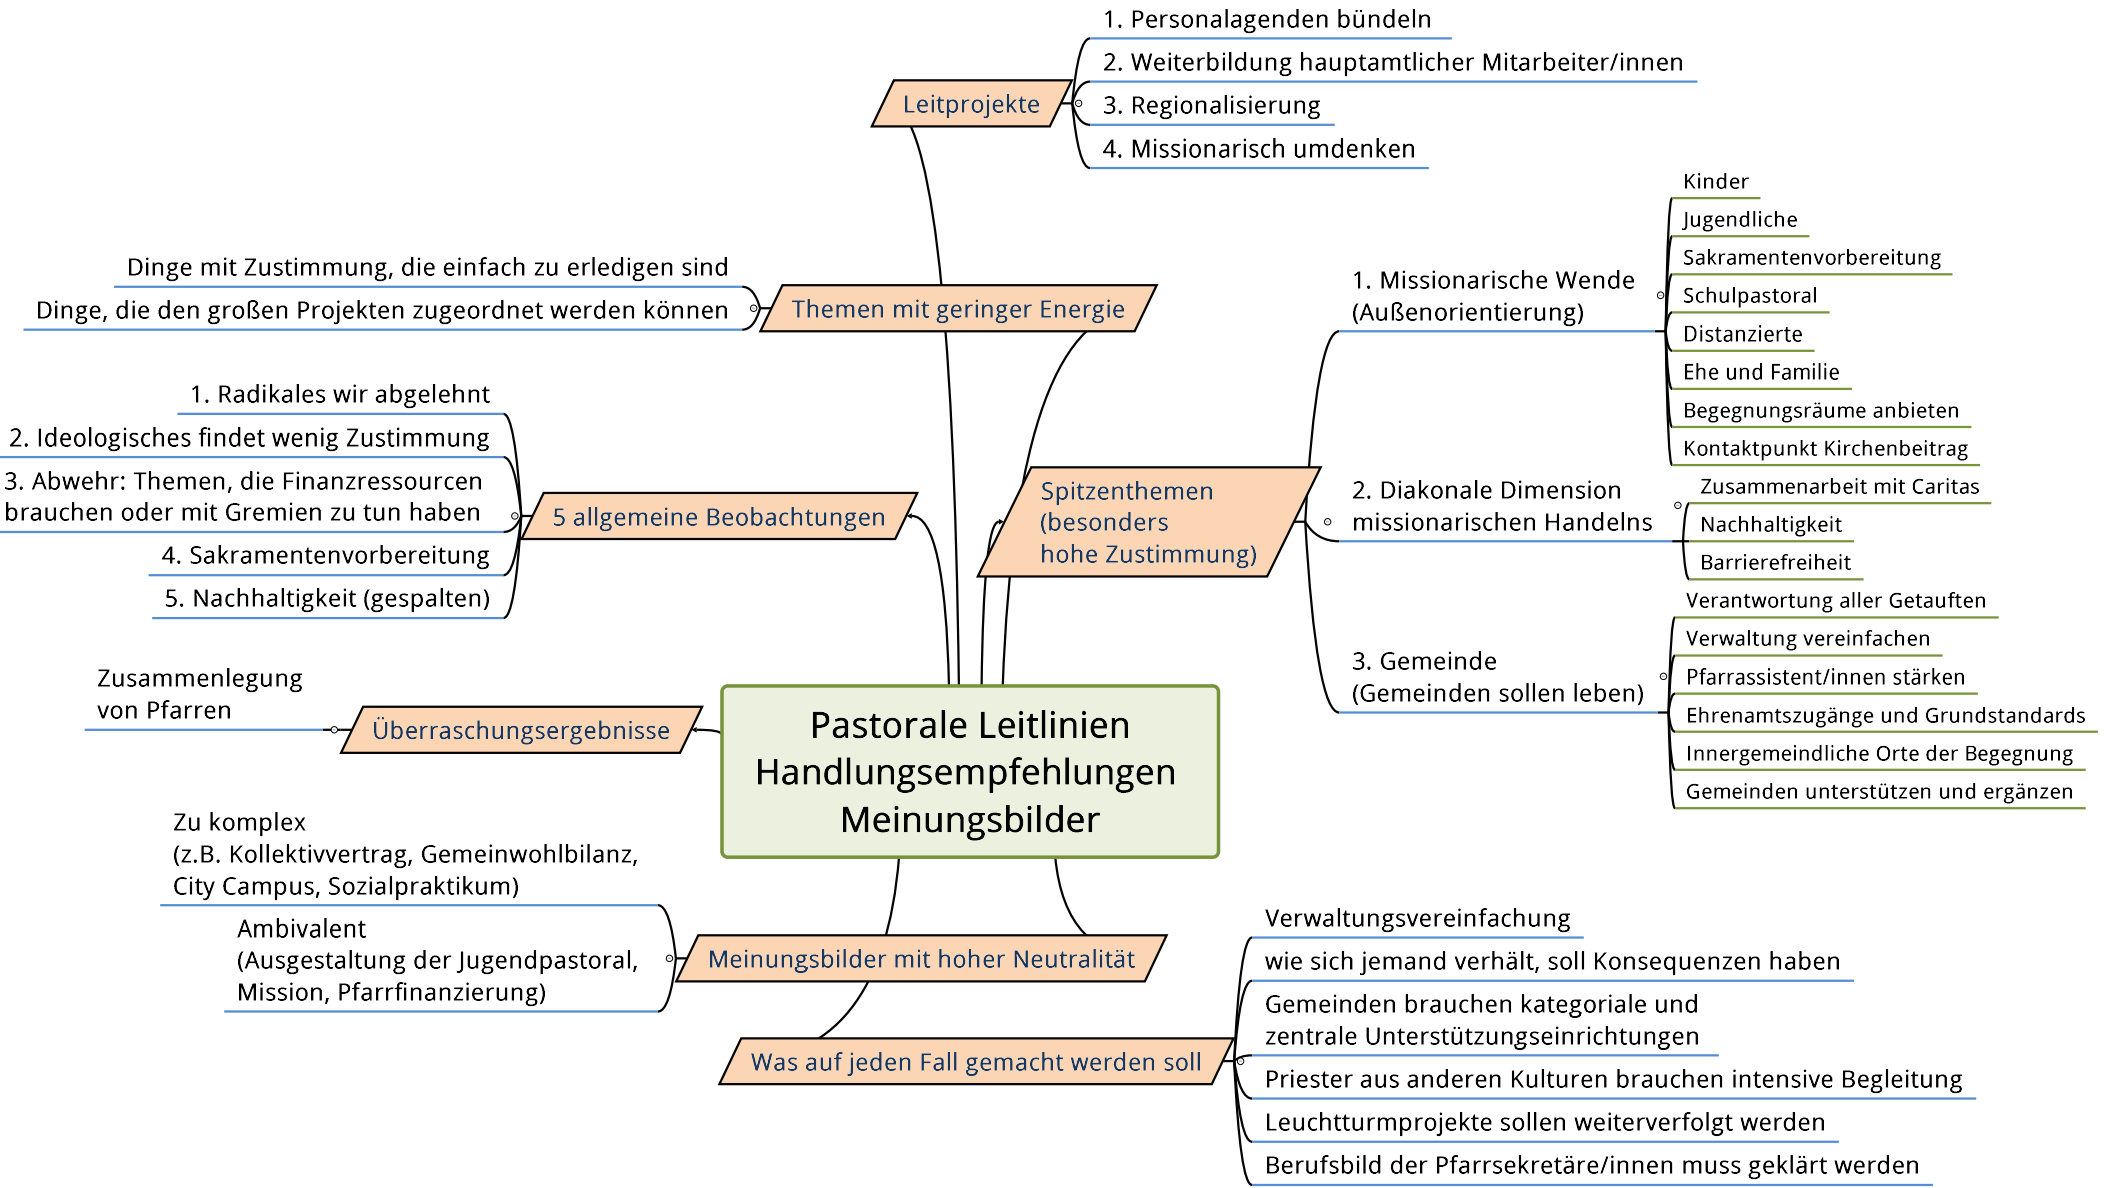 Pastorale Leitlinien
Handlungsempfehlungen
Meinungsbilder
Leitprojekte
1. Personalagenden bündeln
2. Weiterbildung hauptamtlicher Mitarbeiter/innen
3. Regionalisierung
4. Missionarisch umdenken
Themen mit geringer Energie
Dinge mit Zustimmung, die einfach zu erledigen sind
Dinge, die den großen Projekten zugeordnet werden können
Spitzenthemen
(besonders
hohe Zustimmung)
1. Missionarische Wende
(Außenorientierung)
Kinder
Jugendliche
Sakramentenvorbereitung
Schulpastoral
Distanzierte
Ehe und Familie
Begegnungsräume anbieten
Kontaktpunkt Kirchenbeitrag
2. Diakonale Dimension
missionarischen Handelns
Zusammenarbeit mit Caritas
Nachhaltigkeit
Barrierefreiheit
3. Gemeinde
(Gemeinden sollen leben)
Verantwortung aller Getauften
Verwaltung vereinfachen
Pfarrassistent/innen stärken
Ehrenamtszugänge und Grundstandards
Innergemeindliche Orte der Begegnung
Gemeinden unterstützen und ergänzen
5 allgemeine Beobachtungen
1. Radikales wir abgelehnt
2. Ideologisches findet wenig Zustimmung
3. Abwehr: Themen, die Finanzressourcen
brauchen oder mit Gremien zu tun haben
4. Sakramentenvorbereitung
5. Nachhaltigkeit (gespalten)
Überraschungsergebnisse
Zusammenlegung
von Pfarren
Meinungsbilder mit hoher Neutralität
Zu komplex
(z.B. Kollektivvertrag, Gemeinwohlbilanz,
City Campus, Sozialpraktikum)
Ambivalent
(Ausgestaltung der Jugendpastoral,
Mission, Pfarrfinanzierung)
Was auf jeden Fall gemacht werden soll
Verwaltungsvereinfachung
wie sich jemand verhält, soll Konsequenzen haben
Gemeinden brauchen kategoriale und
zentrale Unterstützungseinrichtungen
Priester aus anderen Kulturen brauchen intensive Begleitung
Leuchtturmprojekte sollen weiterverfolgt werden
Berufsbild der Pfarrsekretäre/innen muss geklärt werden